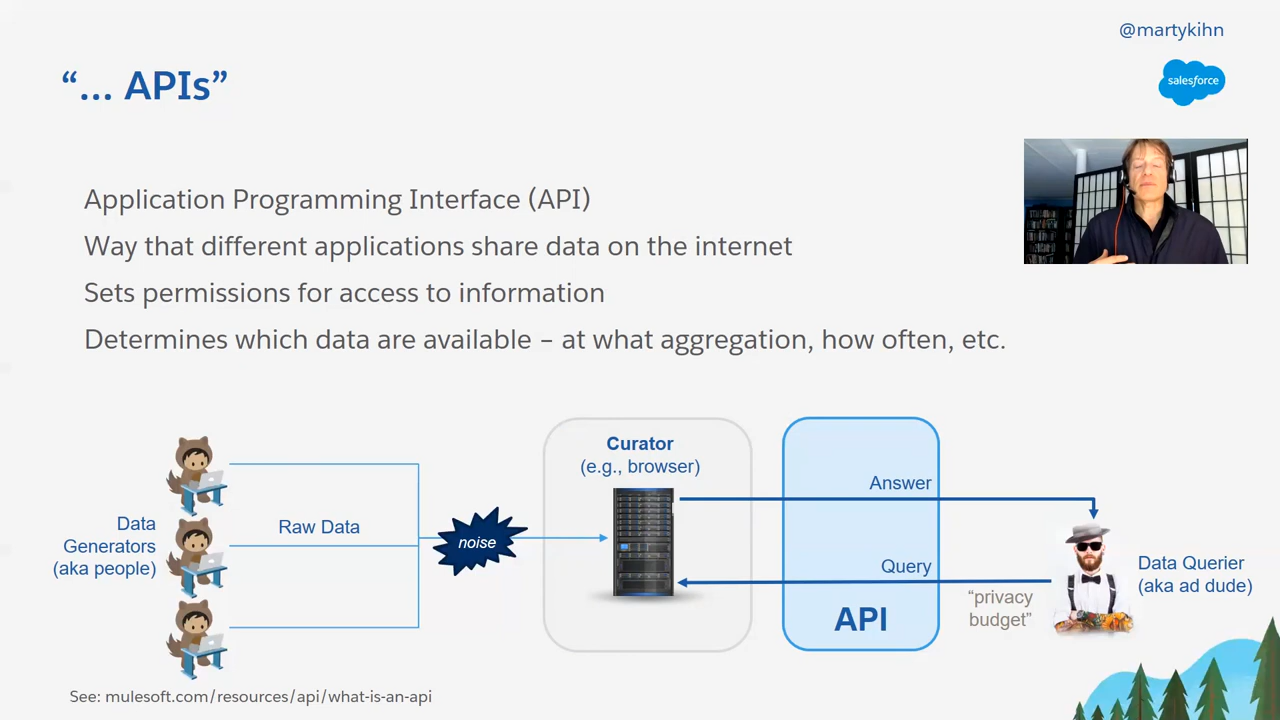 @martykihn
“... APIs”
salesforce
Application Programming Interface (API)
Way that different applications share data on the internet
Sets permissions for access to information
Determines which data are available – at what aggregation, how often, etc.
Curator
(e.g., browser)
Answer
Data
Generators
(aka people)
Raw Data
noise
Query
Data Querier
(aka ad dude)
“privacy
budget”
API
See: mulesoft.com/resources/api/what-is-an-api